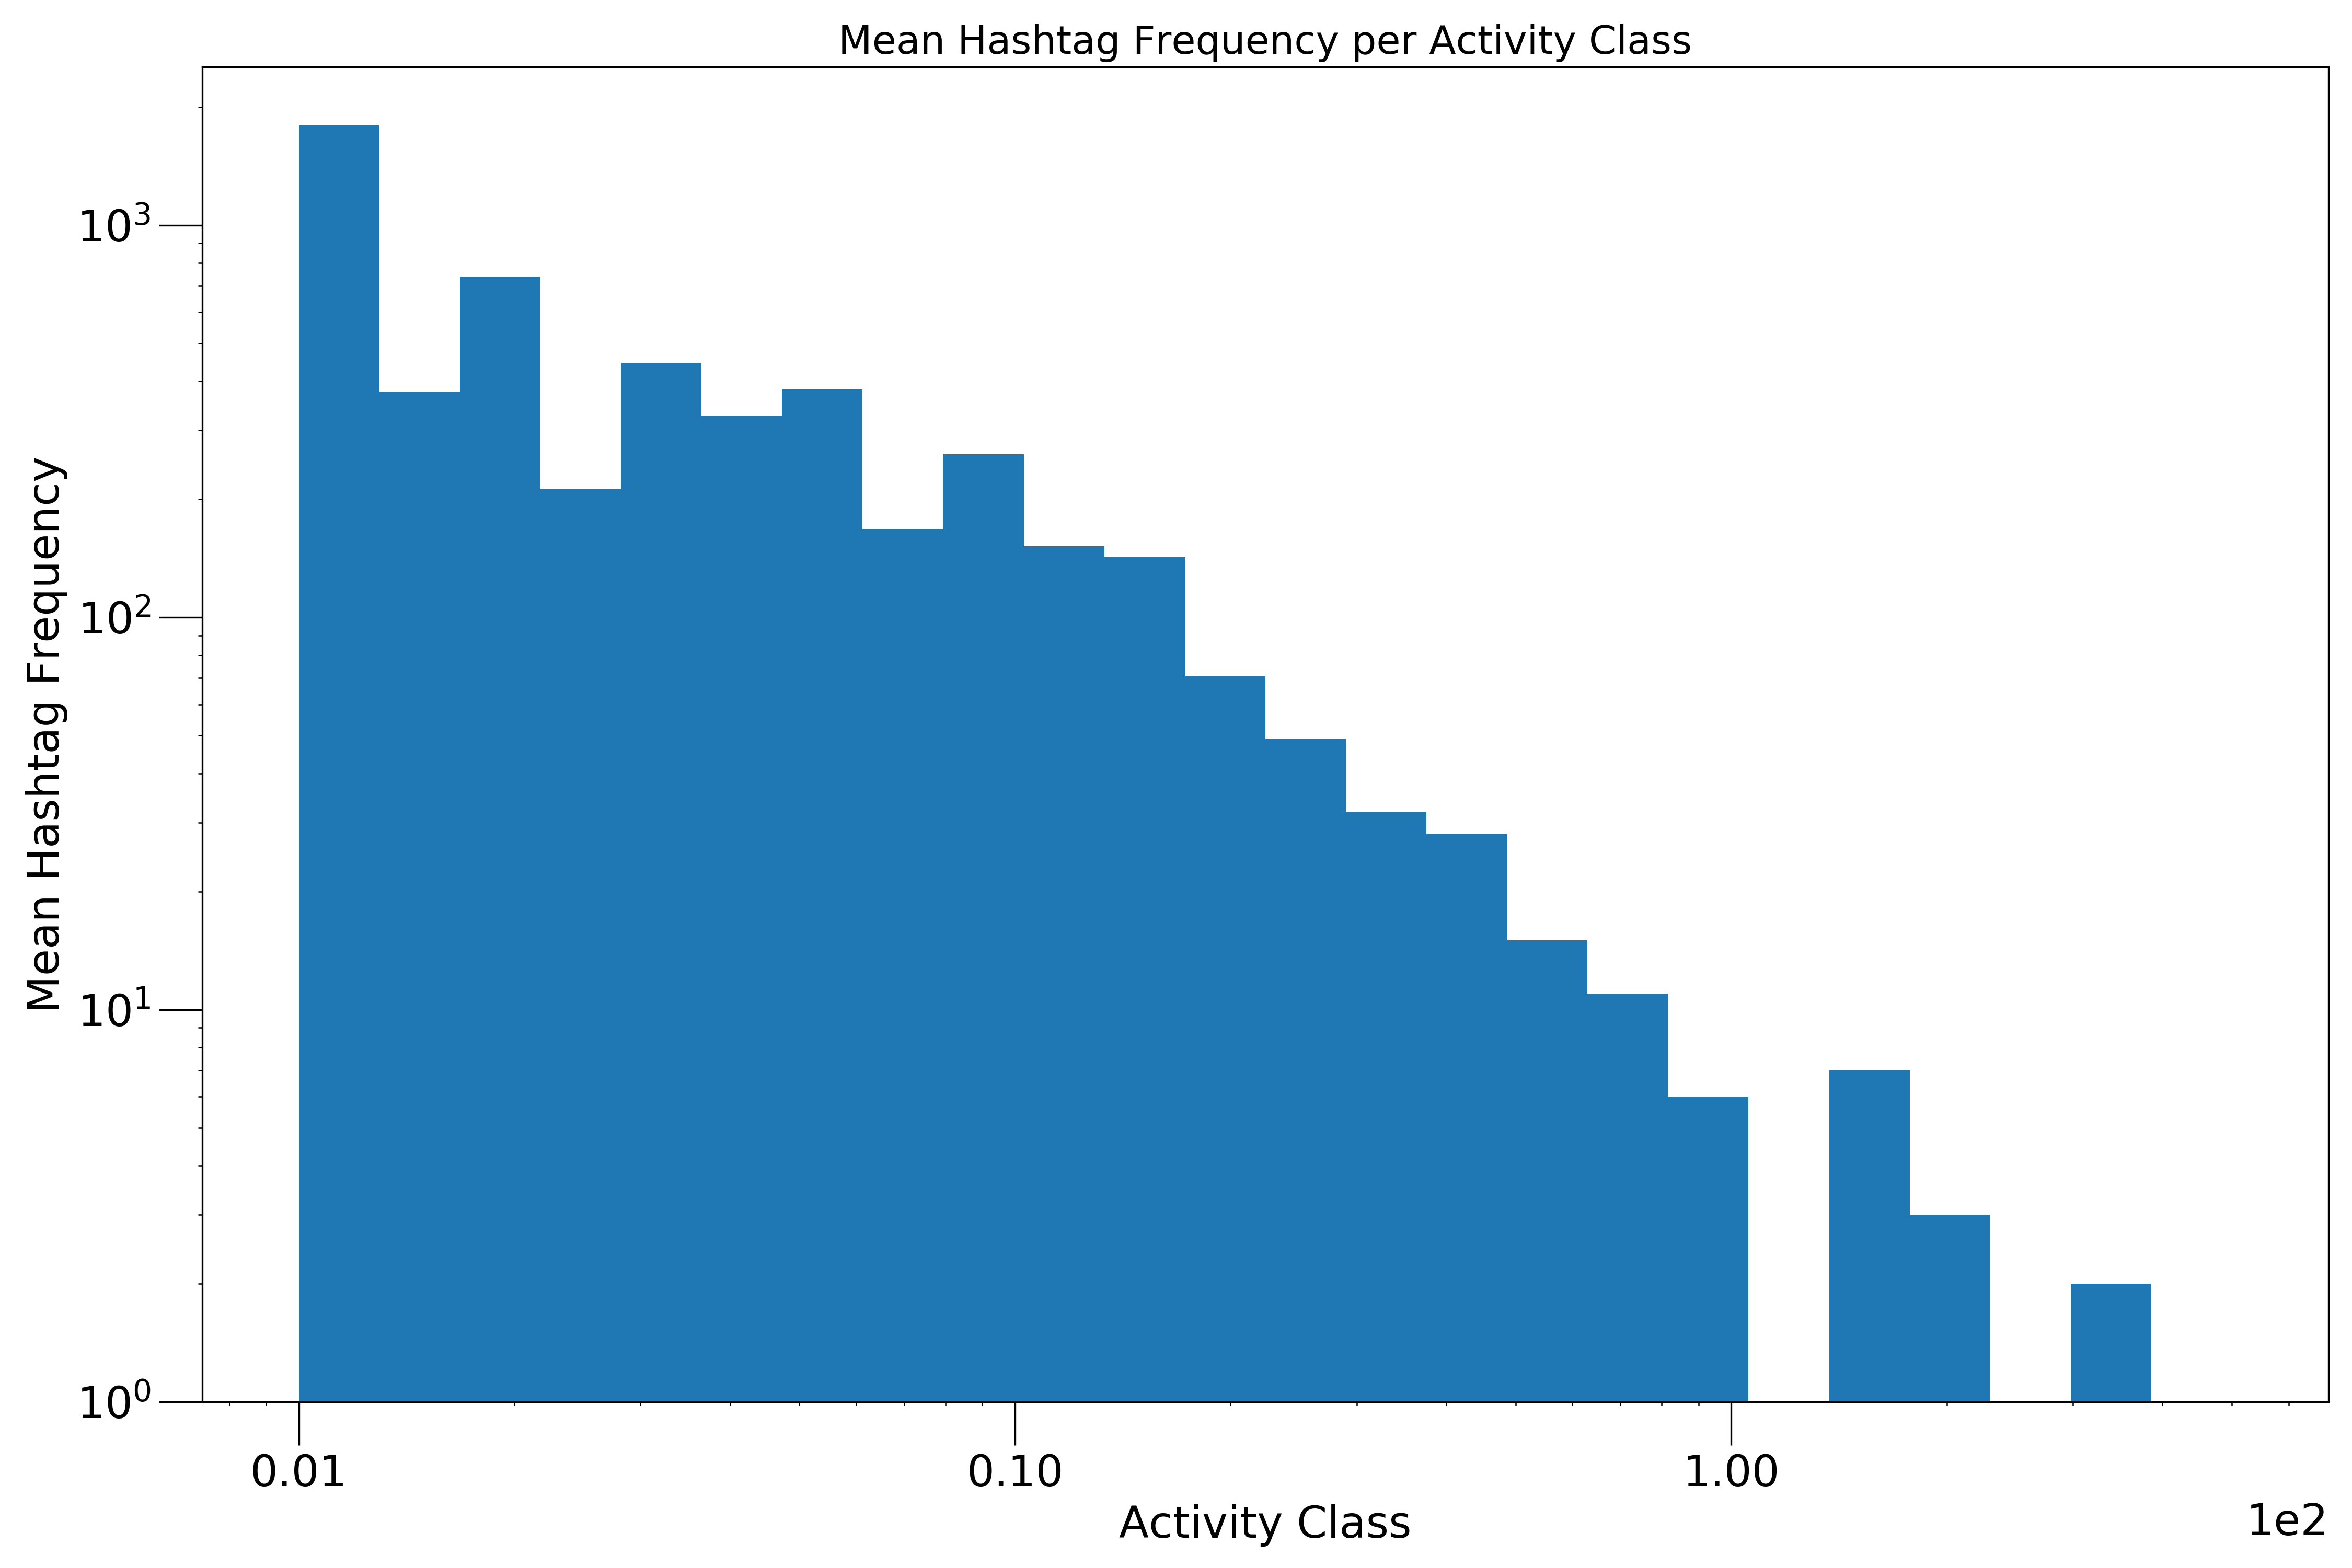 Mean Hashtag Frequency per Activity Class
Mean Hashtag Frequency
10³
10²
10¹
10⁰
0.01 0.10 1.00
Activity Class
1e2